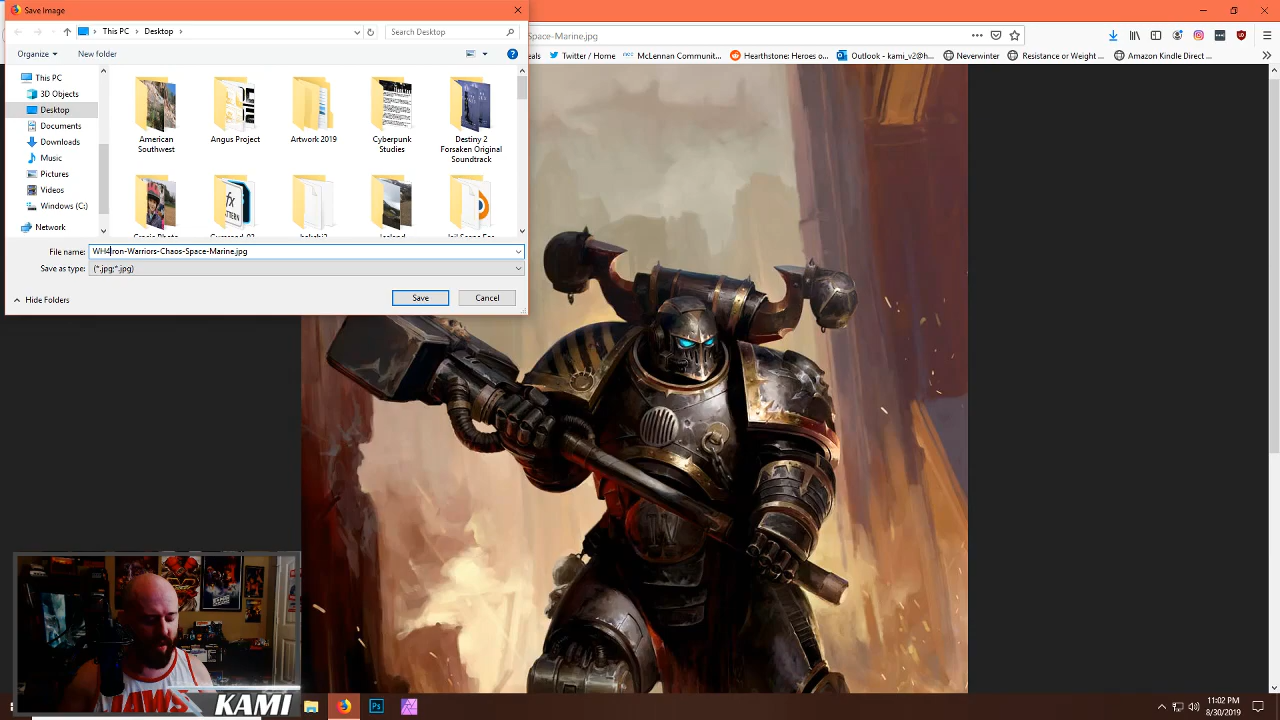 Save Image
This PC
Desktop
Search Desktop
Space-Marine.jpg
Organize
New folder
Twitter / Home
McLennan Communit...
Hearthstone: Heroes o...
Outlook - kami_v2@h...
Neverwinter
Resistance or Weight ...
Amazon Kindle Direct ...
This PC
3D Objects
Desktop
Documents
Downloads
Music
Pictures
Videos
Windows (C:)
Network
American
Southwest
Angus Project
Artwork 2019
Cyberpunk
Studies
Destiny 2
Forsaken Original
Soundtrack
File name:
WH4Iron-Warriors-Chaos-Space-Marine.jpg
Save as type:
(*.jpg;*.jpg)
Hide Folders
Save
Cancel
IV
KAMI
Ps
11:02 PM
8/30/2019